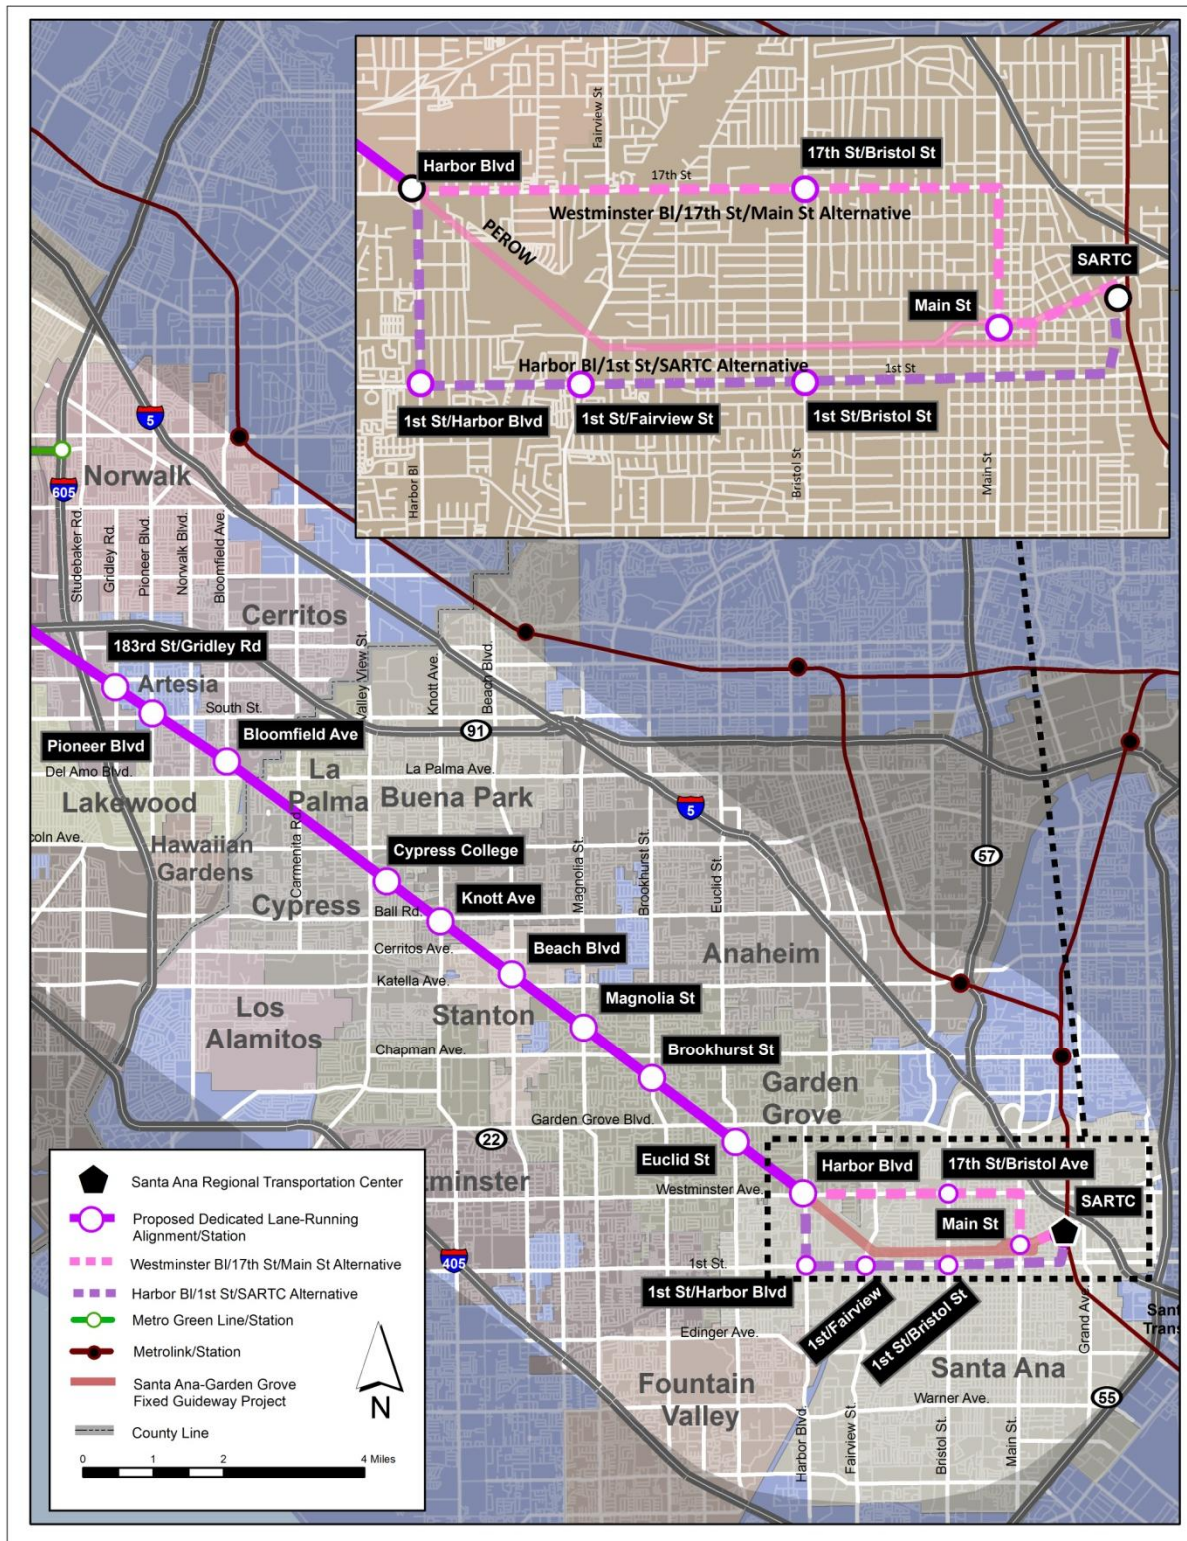 Fairview St
17th St/Bristol St
Harbor Blvd
17th St
Westminster Bl/17th St/Main St Alternative
PEROW
SARTC
Main St
Harbor Bl/1st St/SARTC Alternative
1st St
1st St/Harbor Blvd
1st St/Fairview St
1st St/Bristol St
Harbor Bl
Bristol St
Main St
5
Norwalk
605
Studebaker Rd.
Gridley Rd.
Pioneer Blvd.
Norwalk Blvd.
Bloomfield Ave.
Cerritos
183rd St/Gridley Rd
Valley View St.
Knott Ave.
Beach Blvd.
Artesia
South St.
91
Pioneer Blvd
Bloomfield Ave
Del Amo Blvd.
La
Palma
La Palma Ave.
Lakewood
Buena Park
5
coln Ave.
Hawaiian
Gardens
Carmenita Rd
Cypress College
Magnolia St.
Brookhurst St.
Euclid St.
57
Cypress
Ball Rd.
Knott Ave
Cerritos Ave.
Beach Blvd
Anaheim
Katella Ave.
Los
Alamitos
Stanton
Magnolia St
Chapman Ave.
Brookhurst St
Garden
Grove
Garden Grove Blvd.
22
Euclid St
Harbor Blvd
17th St/Bristol Ave
tminster
Westminster Ave.
SARTC
Main St
405
1st St.
1st St/Harbor Blvd
1st/Fairview
1st St/Bristol St
Grand Ave.
Sant
Trans
Edinger Ave.
Santa Ana
Fountain
Valley
Warner Ave.
55
Harbor Blvd.
Fairview St.
Bristol St.
Main St.
Santa Ana Regional Transportation Center
Proposed Dedicated Lane-Running
Alignment/Station
Westminster Bl/17th St/Main St Alternative
Harbor Bl/1st St/SARTC Alternative
Metro Green Line/Station
Metrolink/Station
Santa Ana-Garden Grove
Fixed Guideway Project
County Line
N
0 1 2 4 Miles